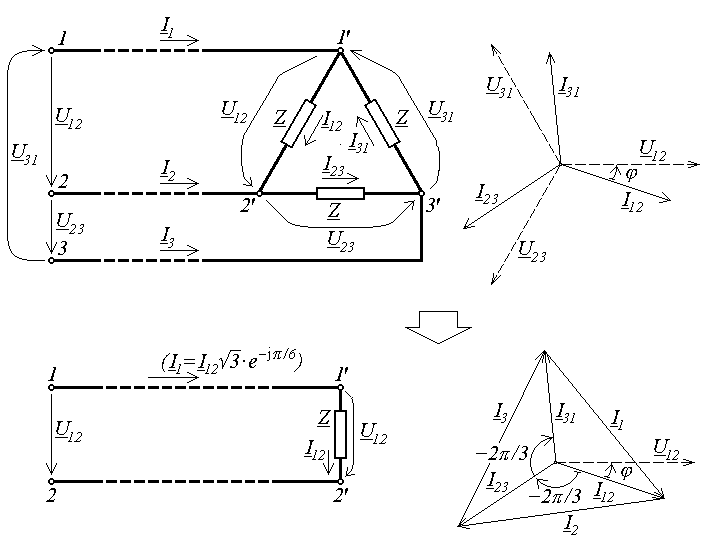 1 I1 1'
U12 U12 Z I12 I31 Z U31
U31
2 I2 I23
2' Z 3'
U23 I3 U23
3
U31 I31 U12
φ
I23 I12
U23
(I1=I12√3·e−jπ/6)
1 1'
U12 Z U12
I12
2 2'
I3 I31 I1
−2π/3 U12
φ
I23 −2π/3 I12
I2